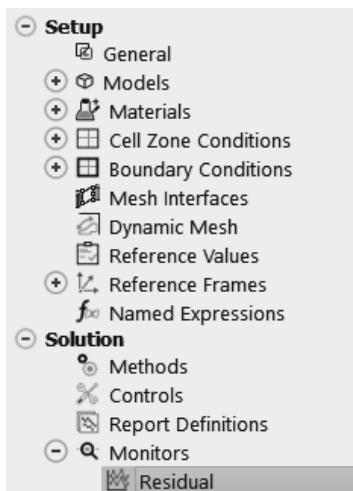 Setup
General
Models
Materials
Cell Zone Conditions
Boundary Conditions
Mesh Interfaces
Dynamic Mesh
Reference Values
Reference Frames
Named Expressions
Solution
Methods
Controls
Report Definitions
Monitors
Residual